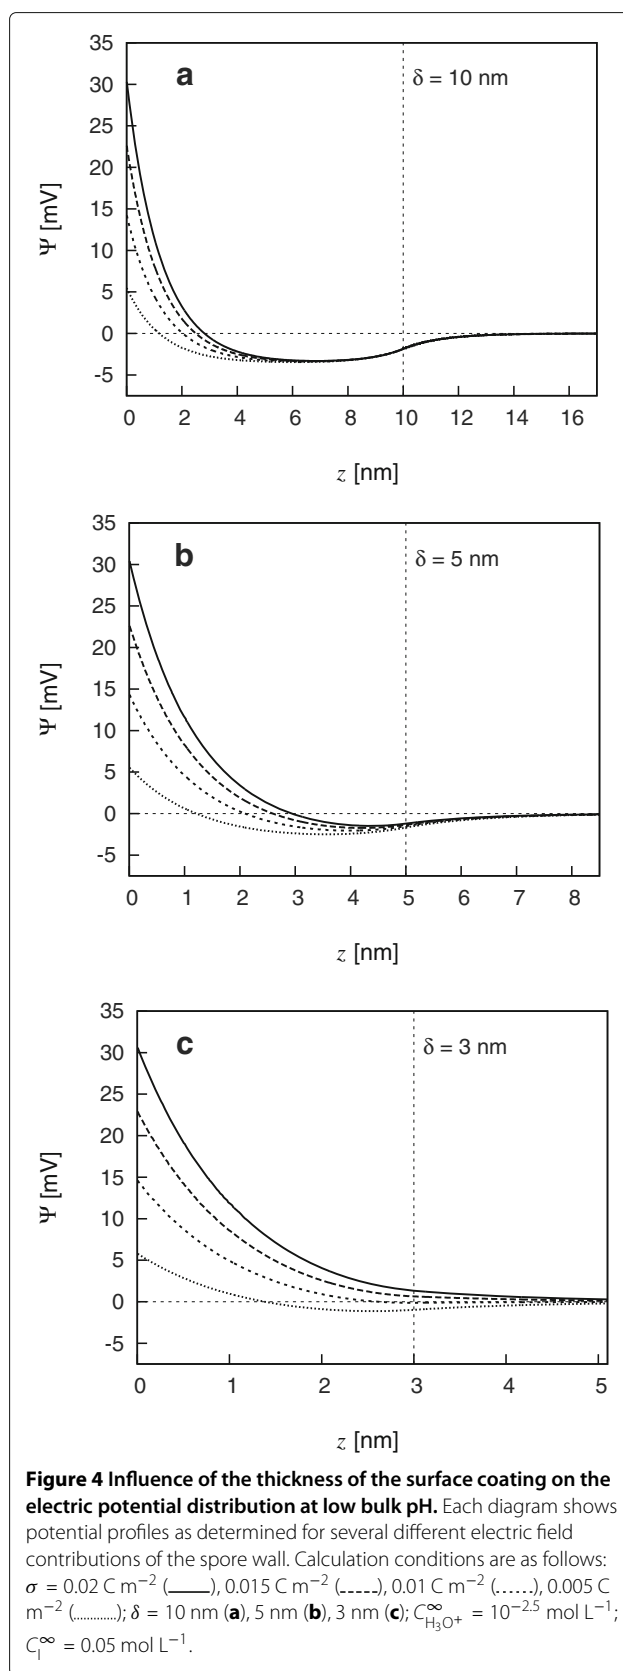 35
30
25
20
15
10
5
0
-5
Ψ [mV]
a
δ = 10 nm
0 2 4 6 8 10 12 14 16
z [nm]
35
30
25
20
15
10
5
0
-5
Ψ [mV]
b
δ = 5 nm
0 1 2 3 4 5 6 7 8
z [nm]
35
30
25
20
15
10
5
0
-5
Ψ [mV]
c
δ = 3 nm
0 1 2 3 4 5
z [nm]
Figure 4 Influence of the thickness of the surface coating on the
electric potential distribution at low bulk pH. Each diagram shows
potential profiles as determined for several different electric field
contributions of the spore wall. Calculation conditions are as follows:
σ = 0.02 C m⁻² (____), 0.015 C m⁻² (-----), 0.01 C m⁻² (......), 0.005 C
m⁻² (............); δ = 10 nm (a), 5 nm (b), 3 nm (c); C^∞_{H₃O⁺} = 10^{−2.5} mol L⁻¹;
C^∞_I = 0.05 mol L⁻¹.